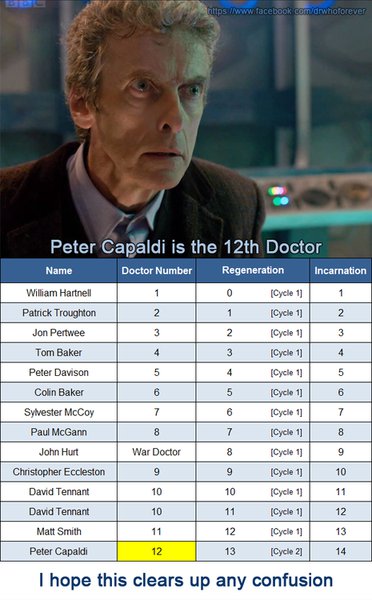 BBC
https://www.facebook.com/drwhoforever
Peter Capaldi is the 12th Doctor
Name Doctor Number Regeneration Incarnation
William Hartnell 1 0 [Cycle 1] 1
Patrick Troughton 2 1 [Cycle 1] 2
Jon Pertwee 3 2 [Cycle 1] 3
Tom Baker 4 3 [Cycle 1] 4
Peter Davison 5 4 [Cycle 1] 5
Colin Baker 6 5 [Cycle 1] 6
Sylvester McCoy 7 6 [Cycle 1] 7
Paul McGann 8 7 [Cycle 1] 8
John Hurt War Doctor 8 [Cycle 1] 9
Christopher Eccleston 9 9 [Cycle 1] 10
David Tennant 10 10 [Cycle 1] 11
David Tennant 10 11 [Cycle 1] 12
Matt Smith 11 12 [Cycle 1] 13
Peter Capaldi 12 13 [Cycle 2] 14
I hope this clears up any confusion